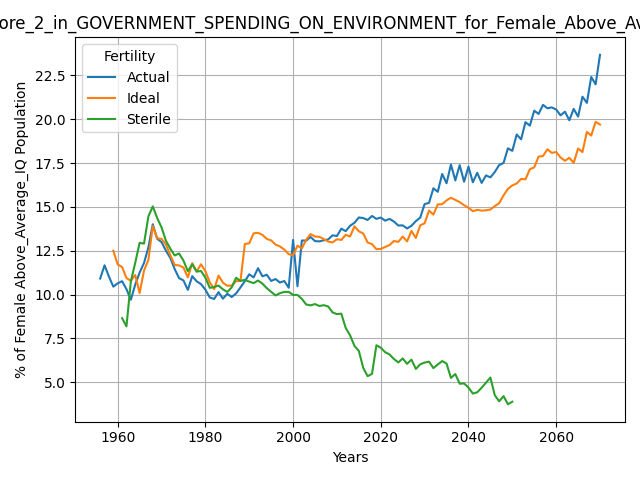 ore_2_in_GOVERNMENT_SPENDING_ON_ENVIRONMENT_for_Female_Above_Av
Fertility
Actual
Ideal
Sterile
% of Female Above_Average_IQ Population
22.5
20.0
17.5
15.0
12.5
10.0
7.5
5.0
1960
1980
2000
2020
2040
2060
Years